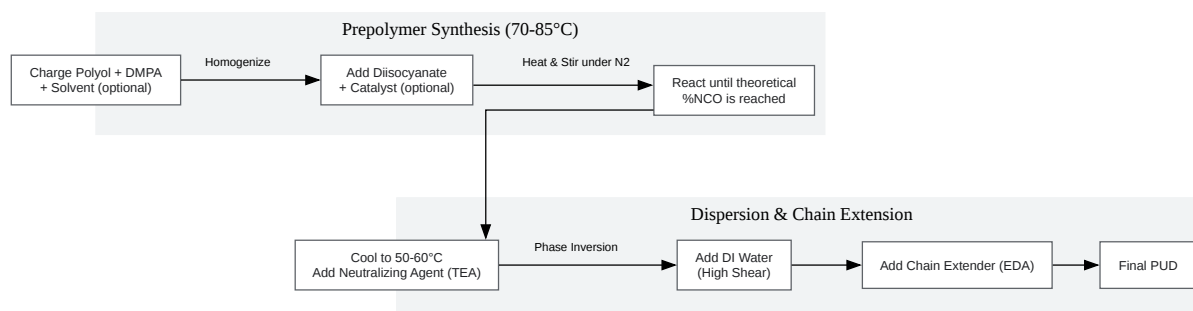 Prepolymer Synthesis (70-85°C)
Charge Polyol + DMPA
+ Solvent (optional)
Homogenize
Add Diisocyanate
+ Catalyst (optional)
Heat & Stir under N2
React until theoretical
%NCO is reached
Dispersion & Chain Extension
Cool to 50-60°C
Add Neutralizing Agent (TEA)
Phase Inversion
Add DI Water
(High Shear)
Add Chain Extender (EDA)
Final PUD